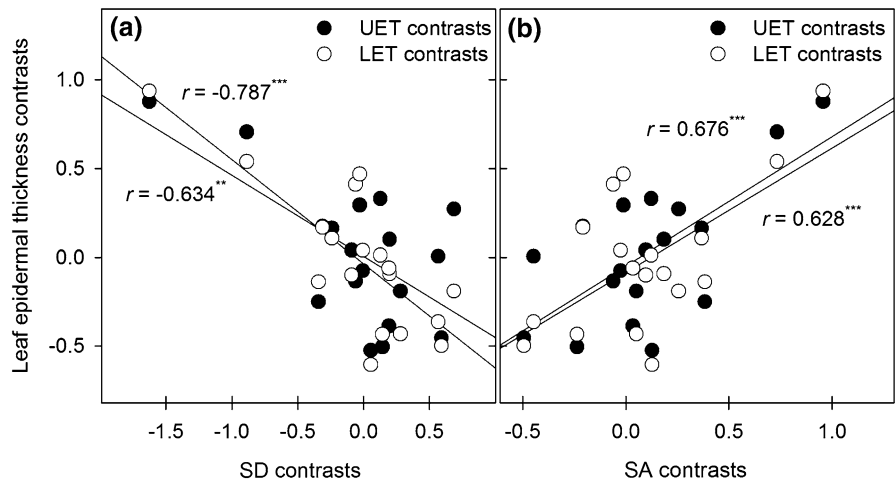 (a)
UET contrasts
LET contrasts
r = -0.787***
r = -0.634**
(b)
UET contrasts
LET contrasts
r = 0.676***
r = 0.628***
Leaf epidermal thickness contrasts
1.0
0.5
0.0
-0.5
-1.5
-1.0
-0.5
0.0
0.5
SD contrasts
-0.5
0.0
0.5
1.0
SA contrasts